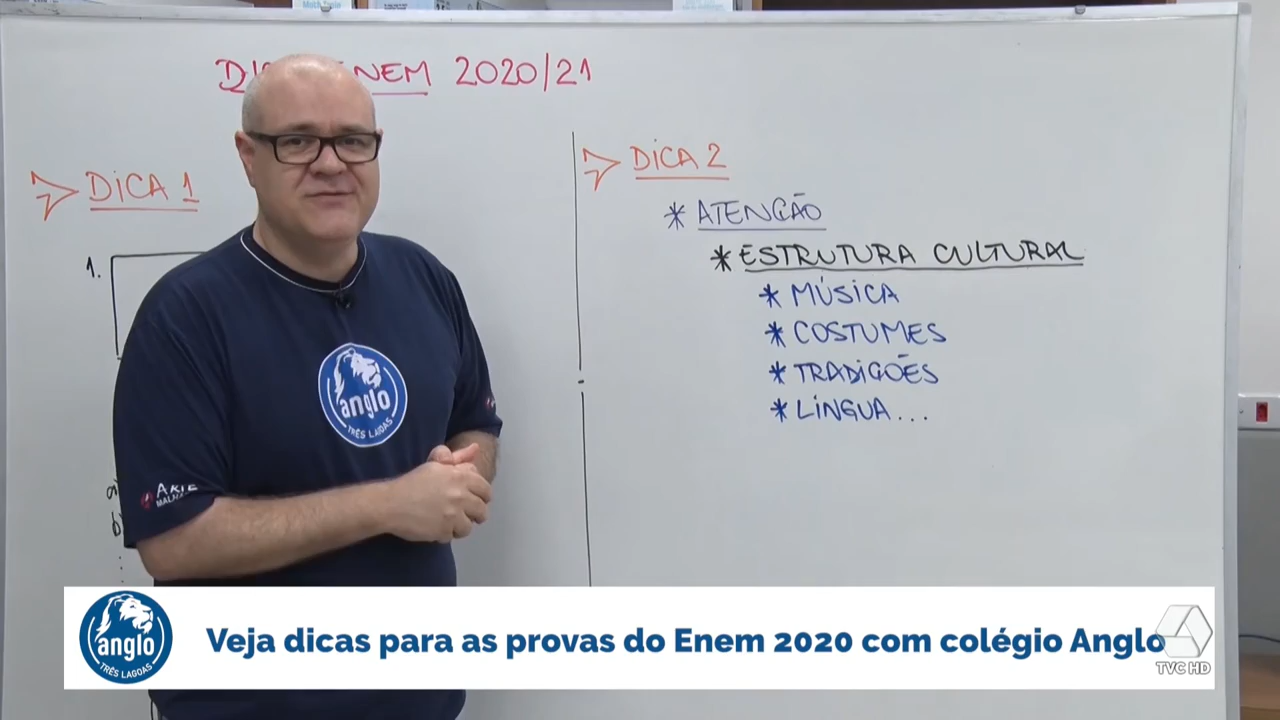 ENEM 2020/21
DICA 1
1.
DICA 2
* ATENÇÃO
* ESTRUTURA CULTURAL
* MÚSICA
* COSTUMES
* TRADIÇÕES
* LÍNGUA...
anglo
TRÊS LAGOAS
a)
b)
anglo
TRÊS LAGOAS
Veja dicas para as provas do Enem 2020 com colégio Anglo
TVC HD